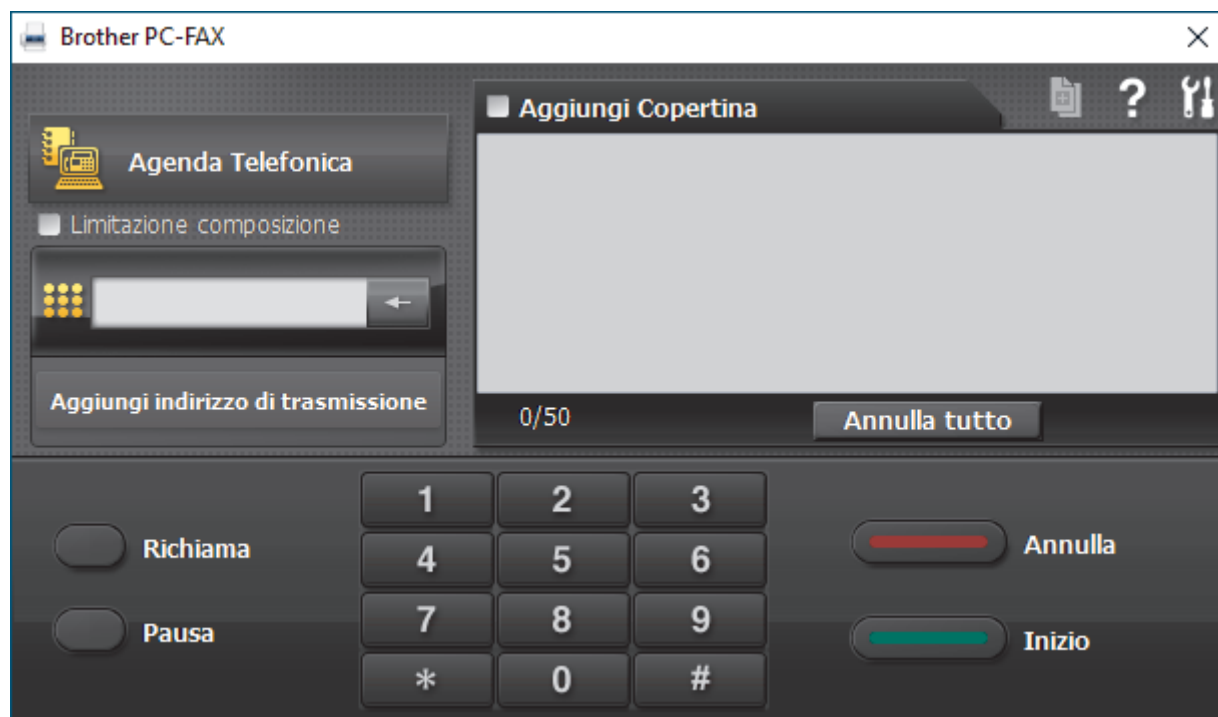 Brother PC-FAX
Agenda Telefonica
Limitazione composizione
Aggiungi indirizzo di trasmissione
Aggiungi Copertina
?
0/50
Annulla tutto
Richiama
Pausa
1 2 3
4 5 6
7 8 9
* 0 #
Annulla
Inizio